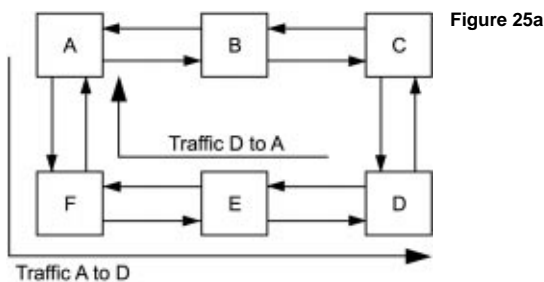 Figure 25a
A
B
C
Traffic D to A
F
E
D
Traffic A to D